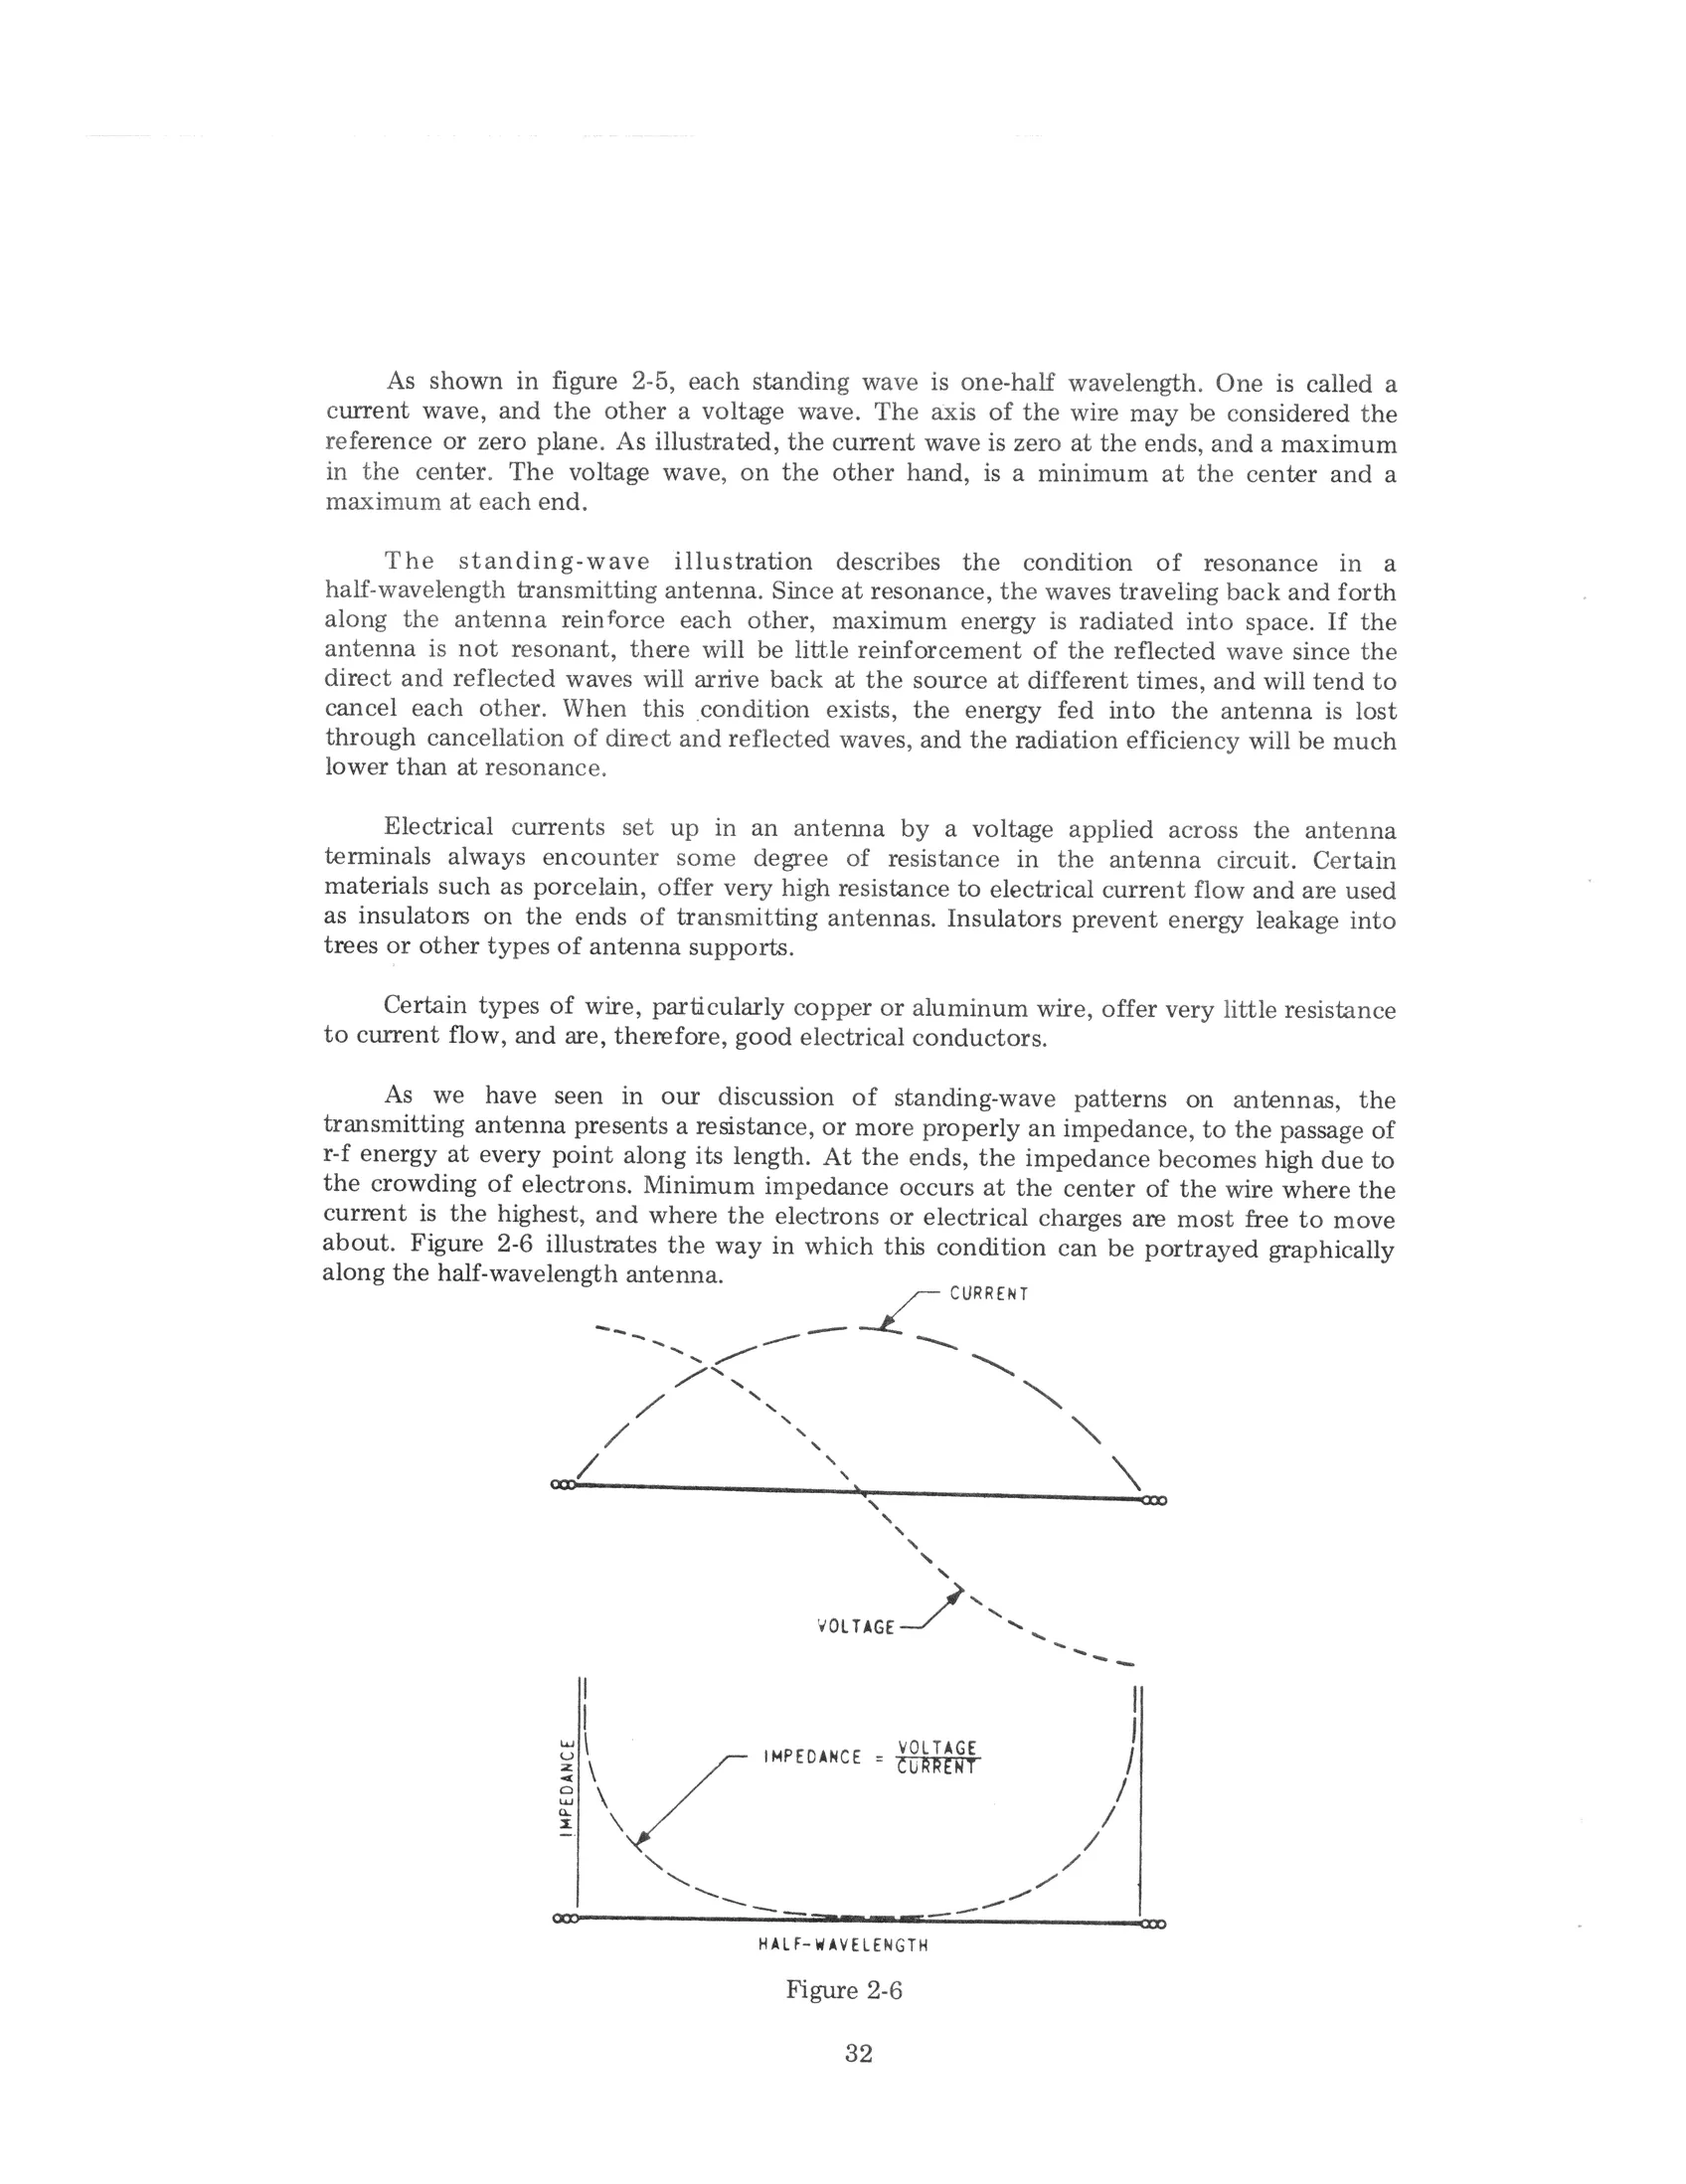 As shown in figure 2-5, each standing wave is one-half wavelength. One is called a
current wave, and the other a voltage wave. The axis of the wire may be considered the
reference or zero plane. As illustrated, the current wave is zero at the ends, and a maximum
in the center. The voltage wave, on the other hand, is a minimum at the center and a
maximum at each end.
The standing-wave illustration describes the condition of resonance in a
half-wavelength transmitting antenna. Since at resonance, the waves traveling back and forth
along the antenna reinforce each other, maximum energy is radiated into space. If the
antenna is not resonant, there will be little reinforcement of the reflected wave since the
direct and reflected waves will arrive back at the source at different times, and will tend to
cancel each other. When this condition exists, the energy fed into the antenna is lost
through cancellation of direct and reflected waves, and the radiation efficiency will be much
lower than at resonance.
Electrical currents set up in an antenna by a voltage applied across the antenna
terminals always encounter some degree of resistance in the antenna circuit. Certain
materials such as porcelain, offer very high resistance to electrical current flow and are used
as insulators on the ends of transmitting antennas. Insulators prevent energy leakage into
trees or other types of antenna supports.
Certain types of wire, particularly copper or aluminum wire, offer very little resistance
to current flow, and are, therefore, good electrical conductors.
As we have seen in our discussion of standing-wave patterns on antennas, the
transmitting antenna presents a resistance, or more properly an impedance, to the passage of
r-f energy at every point along its length. At the ends, the impedance becomes high due to
the crowding of electrons. Minimum impedance occurs at the center of the wire where the
current is the highest, and where the electrons or electrical charges are most free to move
about. Figure 2-6 illustrates the way in which this condition can be portrayed graphically
along the half-wavelength antenna.
CURRENT
VOLTAGE
IMPEDANCE
IMPEDANCE = VOLTAGE
CURRENT
HALF-WAVELENGTH
Figure 2-6
32